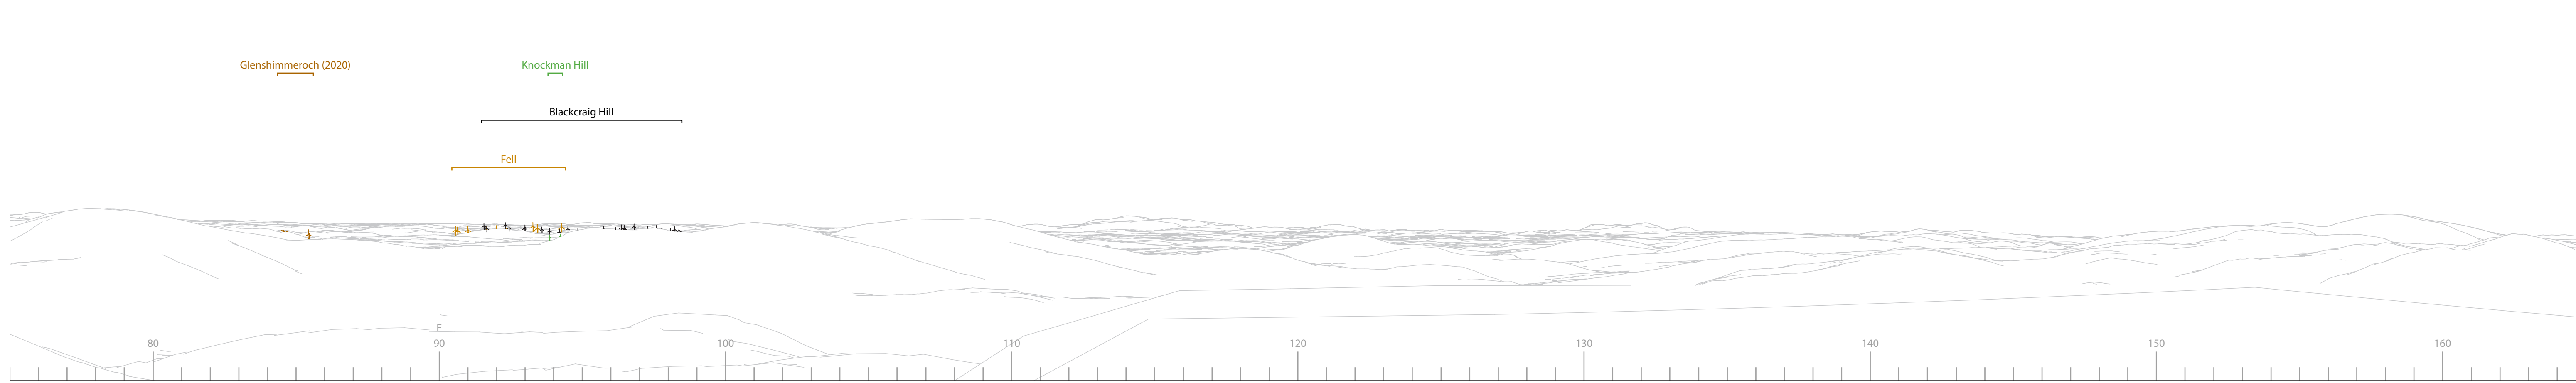 Glenshimmeroch (2020)
Knockman Hill
Blackcraig Hill
Fell
E
80
90
100
110
120
130
140
150
160